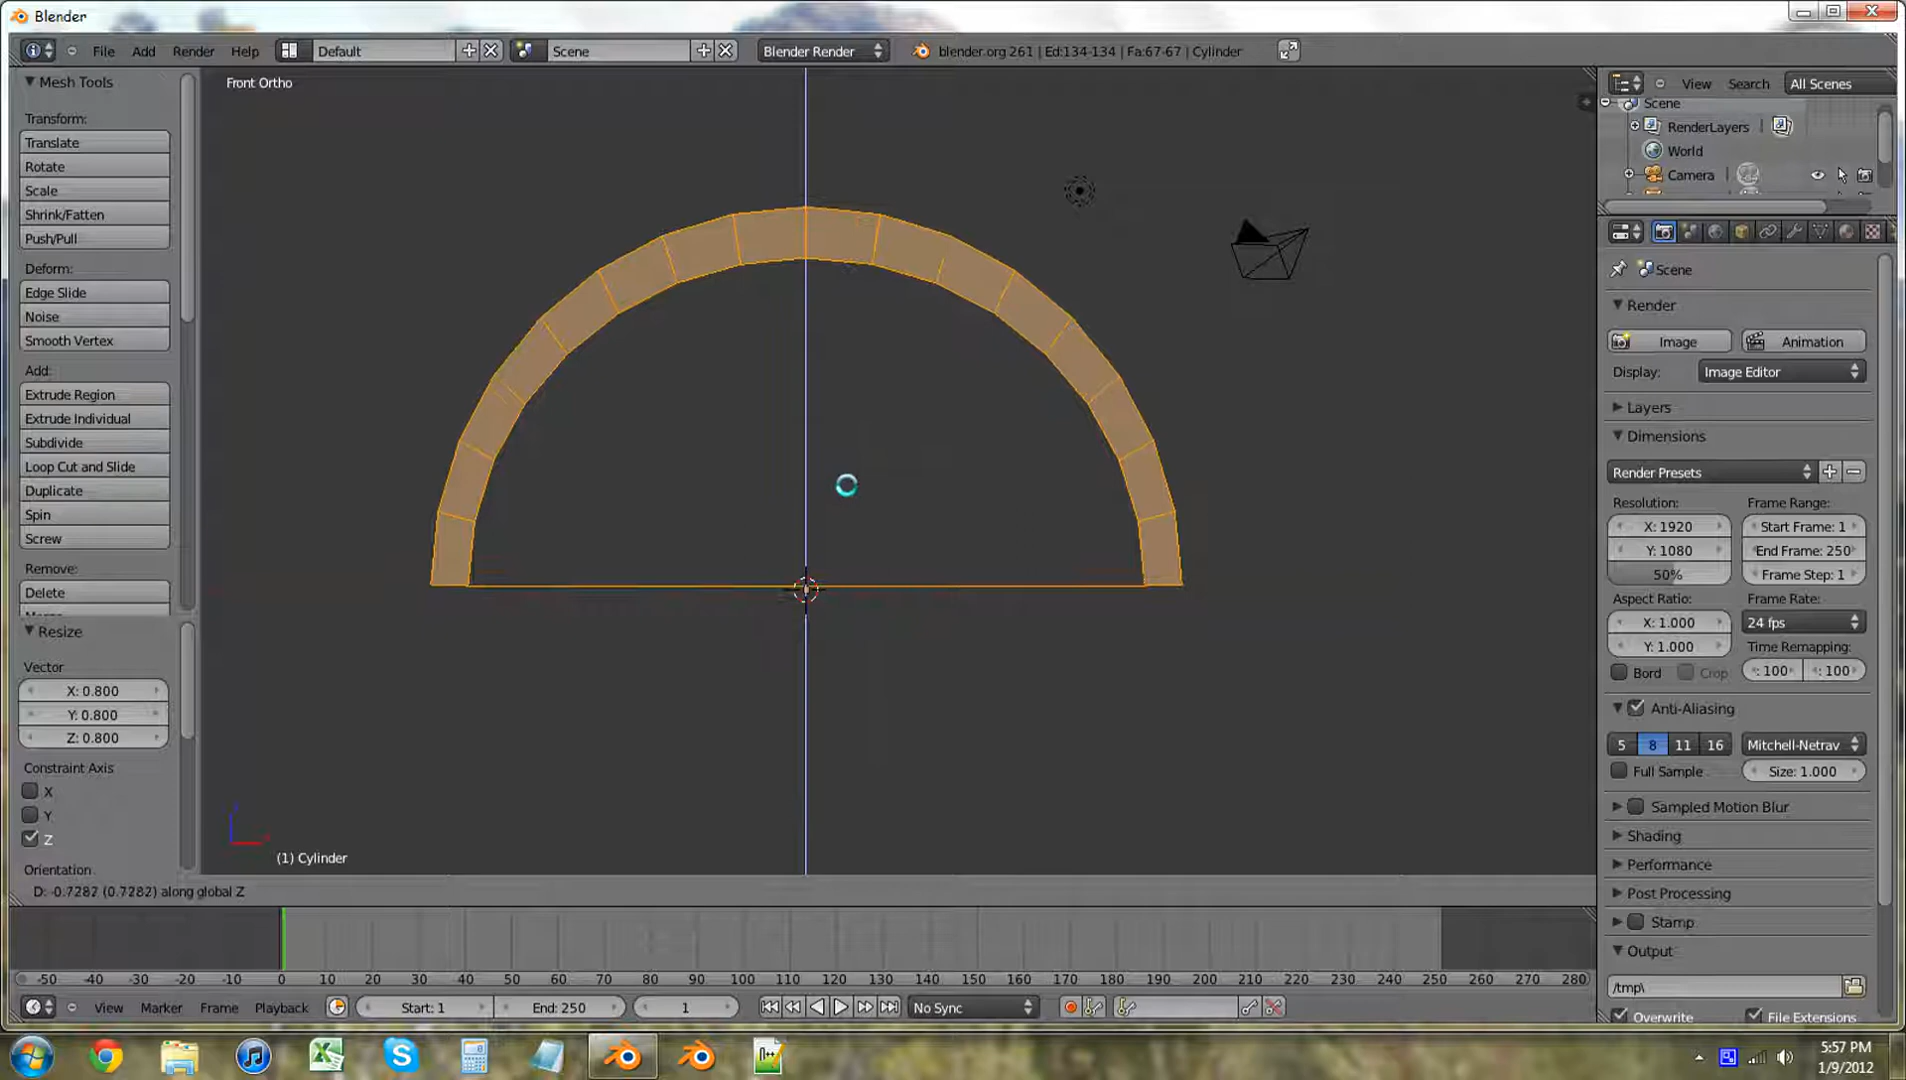 Blender
File Add Render Help Default Scene Blender Render blender.org 261 | Ed:134-134 | Fa:67-67 | Cylinder
Mesh Tools
Transform:
Translate
Rotate
Scale
Shrink/Fatten
Push/Pull
Deform:
Edge Slide
Noise
Smooth Vertex
Add:
Extrude Region
Extrude Individual
Subdivide
Loop Cut and Slide
Duplicate
Spin
Screw
Remove:
Delete
Resize
Vector
X: 0.800
Y: 0.800
Z: 0.800
Constraint Axis
X
Y
Z
Orientation
Front Ortho
(1) Cylinder
D: -0.7282 (0.7282) along global Z
View Search All Scenes
Scene
RenderLayers
World
Camera
Scene
Render
Image Animation
Display: Image Editor
Layers
Dimensions
Render Presets
Resolution: Frame Range:
X: 1920 Start Frame: 1
Y: 1080 End Frame: 250
50% Frame Step: 1
Aspect Ratio: Frame Rate:
X: 1.000 24 fps
Y: 1.000 Time Remapping:
Bord Crop : 100 : 100
Anti-Aliasing
5 8 11 16 Mitchell-Netrav
Full Sample Size: 1.000
Sampled Motion Blur
Shading
Performance
Post Processing
Stamp
Output
/tmp\
Overwrite File Extensions
-50 -40 -30 -20 -10 0 10 20 30 40 50 60 70 80 90 100 110 120 130 140 150 160 170 180 190 200 210 220 230 240 250 260 270 280
View Marker Frame Playback Start: 1 End: 250 1 No Sync
5:57 PM
1/9/2012